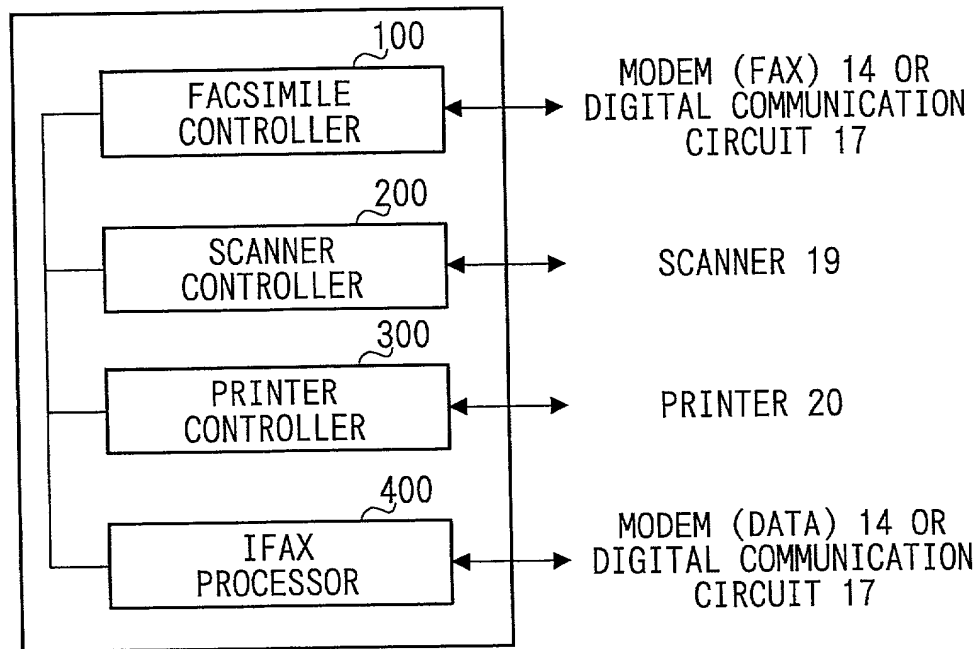 100
FACSIMILE
CONTROLLER
MODEM (FAX) 14 OR
DIGITAL COMMUNICATION
CIRCUIT 17
200
SCANNER
CONTROLLER
SCANNER 19
300
PRINTER
CONTROLLER
PRINTER 20
400
IFAX
PROCESSOR
MODEM (DATA) 14 OR
DIGITAL COMMUNICATION
CIRCUIT 17